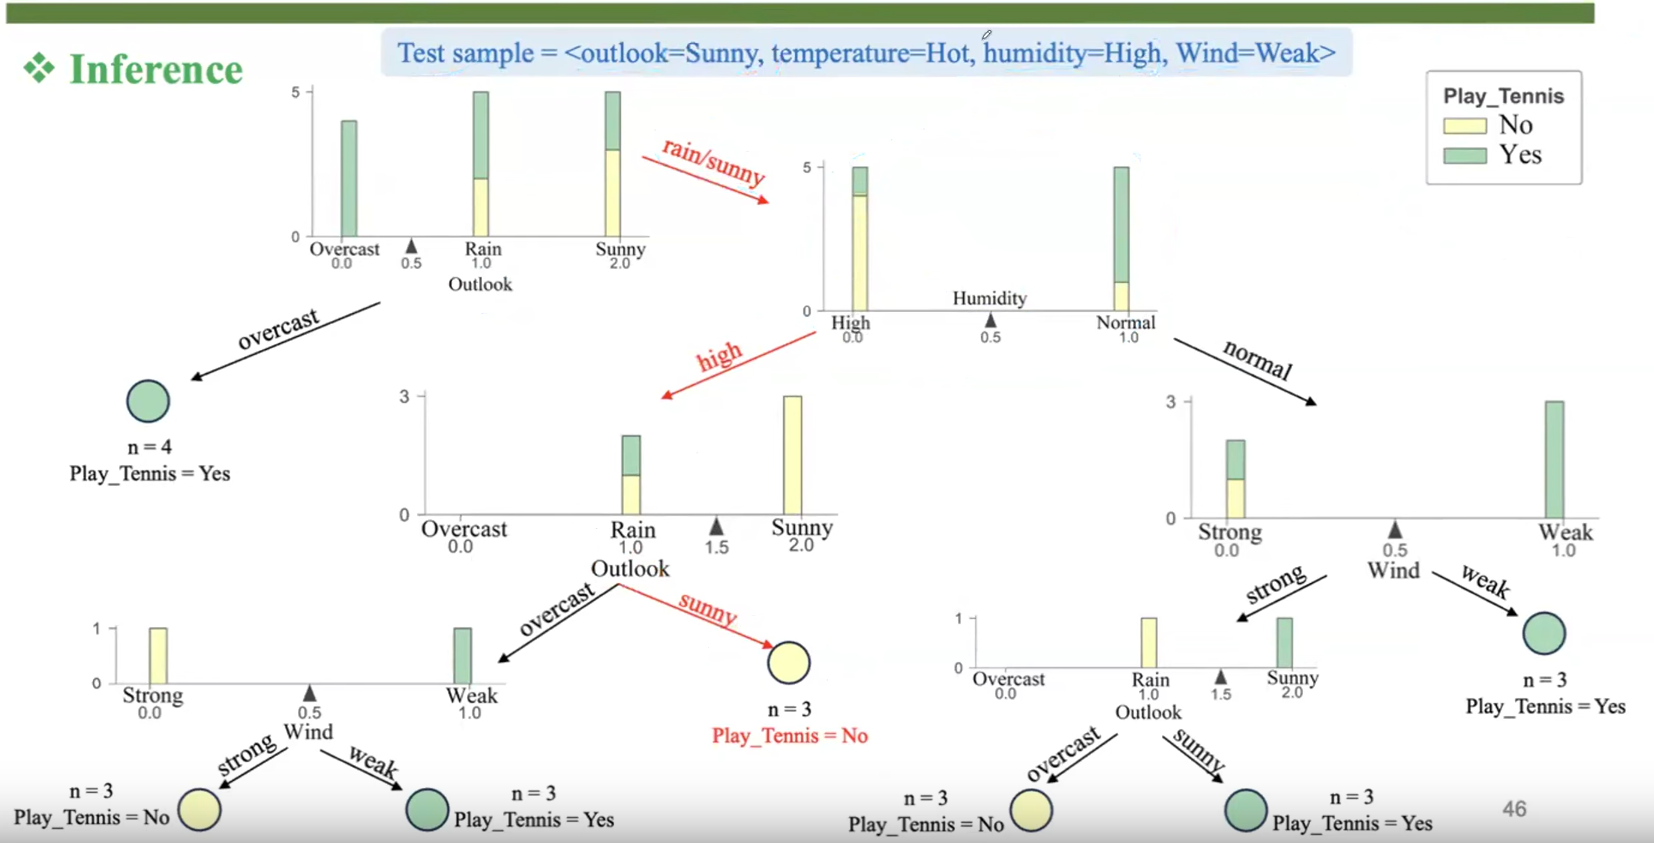 ❖ Inference
Test sample = <outlook=Sunny, temperature=Hot, humidity=High, Wind=Weak>
Play_Tennis
No
Yes
5
0
Overcast Rain Sunny
0.0 0.5 1.0 2.0
Outlook
rain/sunny
5
0
Humidity
High Normal
0.0 0.5 1.0
overcast
n = 4
Play_Tennis = Yes
high
normal
3
0
Overcast Rain Sunny
0.0 1.0 1.5 2.0
Outlook
3
0
Strong Weak
0.0 0.5 1.0
Wind
overcast
sunny
strong
weak
1
0
Strong Weak
0.0 0.5 1.0
Wind
n = 3
Play_Tennis = No
1
0
Overcast Rain Sunny
0.0 1.0 1.5 2.0
Outlook
n = 3
Play_Tennis = Yes
strong
weak
n = 3
Play_Tennis = No
n = 3
Play_Tennis = Yes
overcast
sunny
n = 3
Play_Tennis = No
n = 3
Play_Tennis = Yes
46